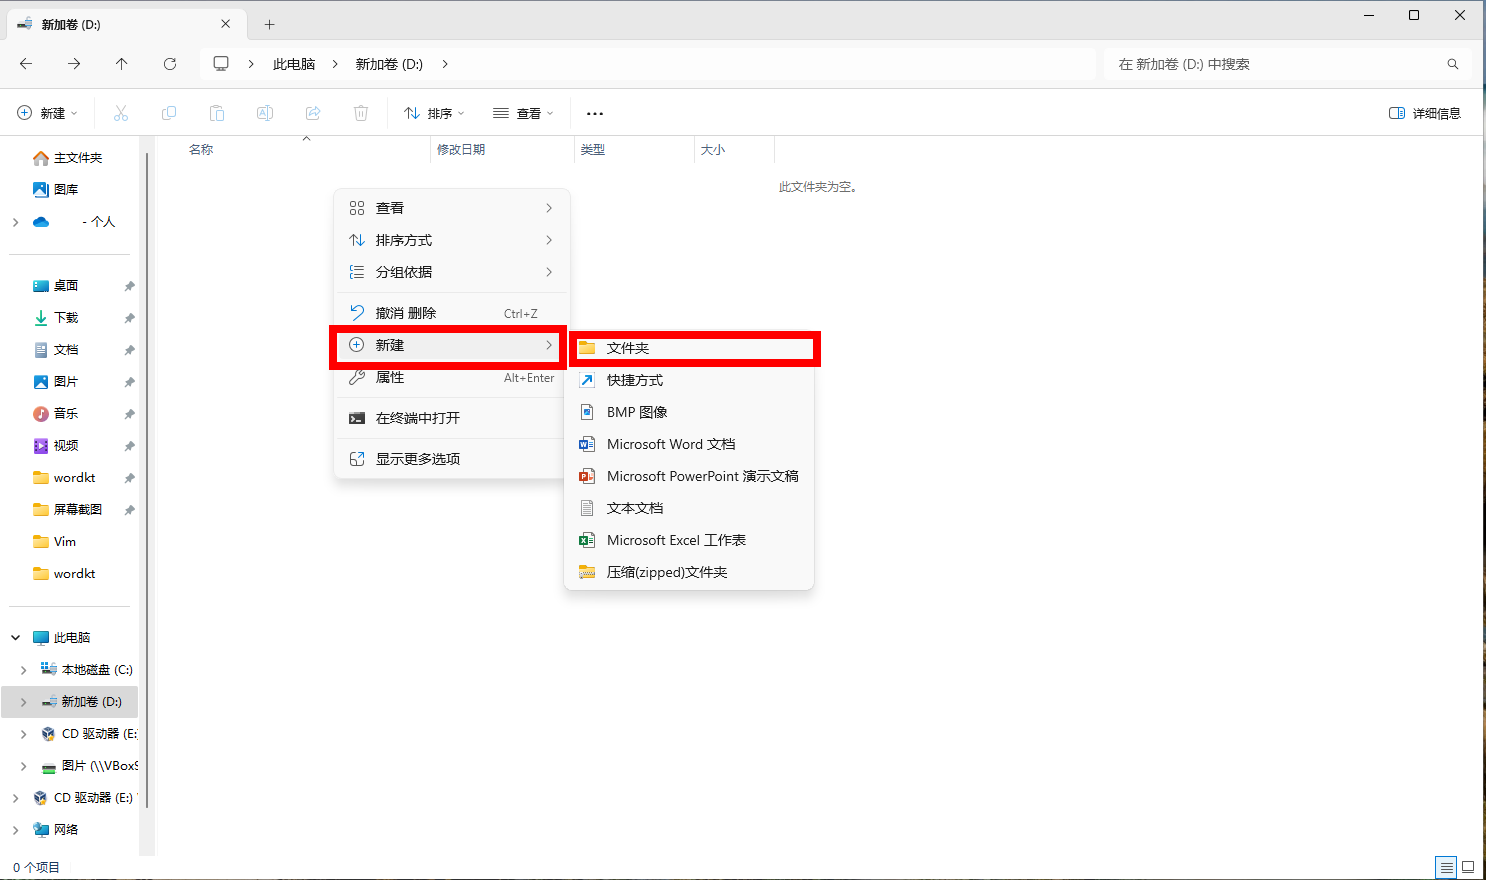 新加卷 (D:)
此电脑
新加卷 (D:)
在 新加卷 (D:) 中搜索
新建
排序
查看
详细信息
名称
修改日期
类型
大小
此文件夹为空。
主文件夹
图库
- 个人
桌面
下载
文档
图片
音乐
视频
wordkt
屏幕截图
Vim
wordkt
此电脑
本地磁盘 (C:)
新加卷 (D:)
CD 驱动器 (E:
图片 (\\VBoxS
CD 驱动器 (E:)
网络
查看
排序方式
分组依据
撤消 删除 Ctrl+Z
新建
属性 Alt+Enter
在终端中打开
显示更多选项
文件夹
快捷方式
BMP 图像
Microsoft Word 文档
Microsoft PowerPoint 演示文稿
文本文档
Microsoft Excel 工作表
压缩(zipped)文件夹
0 个项目